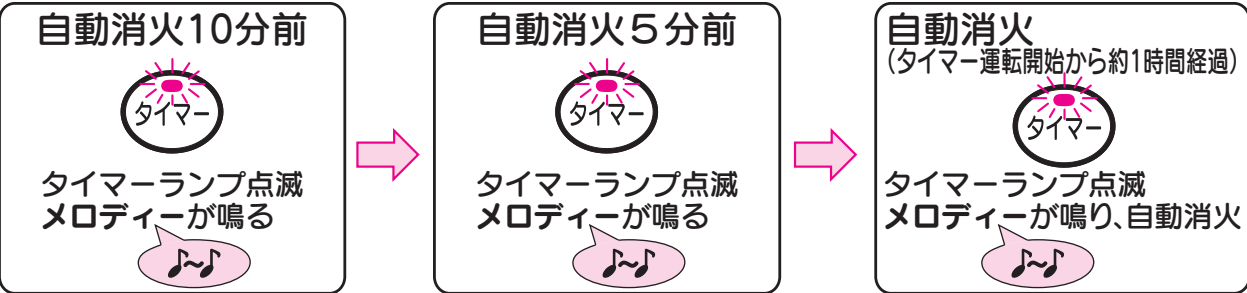 自動消火10分前
タイマー
タイマーランプ点滅
メロディーが鳴る
自動消火5分前
タイマー
タイマーランプ点滅
メロディーが鳴る
自動消火
(タイマー運転開始から約1時間経過)
タイマー
タイマーランプ点滅
メロディーが鳴り、自動消火